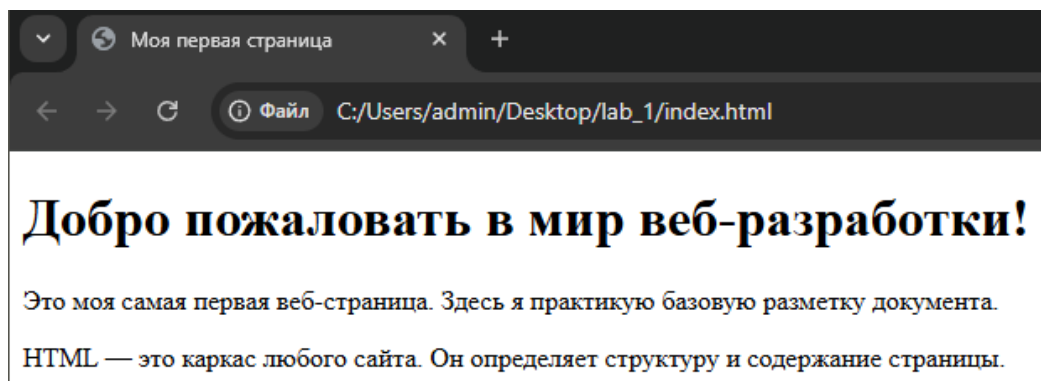 Моя первая страница
Файл C:/Users/admin/Desktop/lab_1/index.html
Добро пожаловать в мир веб-разработки!
Это моя самая первая веб-страница. Здесь я практикую базовую разметку документа.
HTML — это каркас любого сайта. Он определяет структуру и содержание страницы.